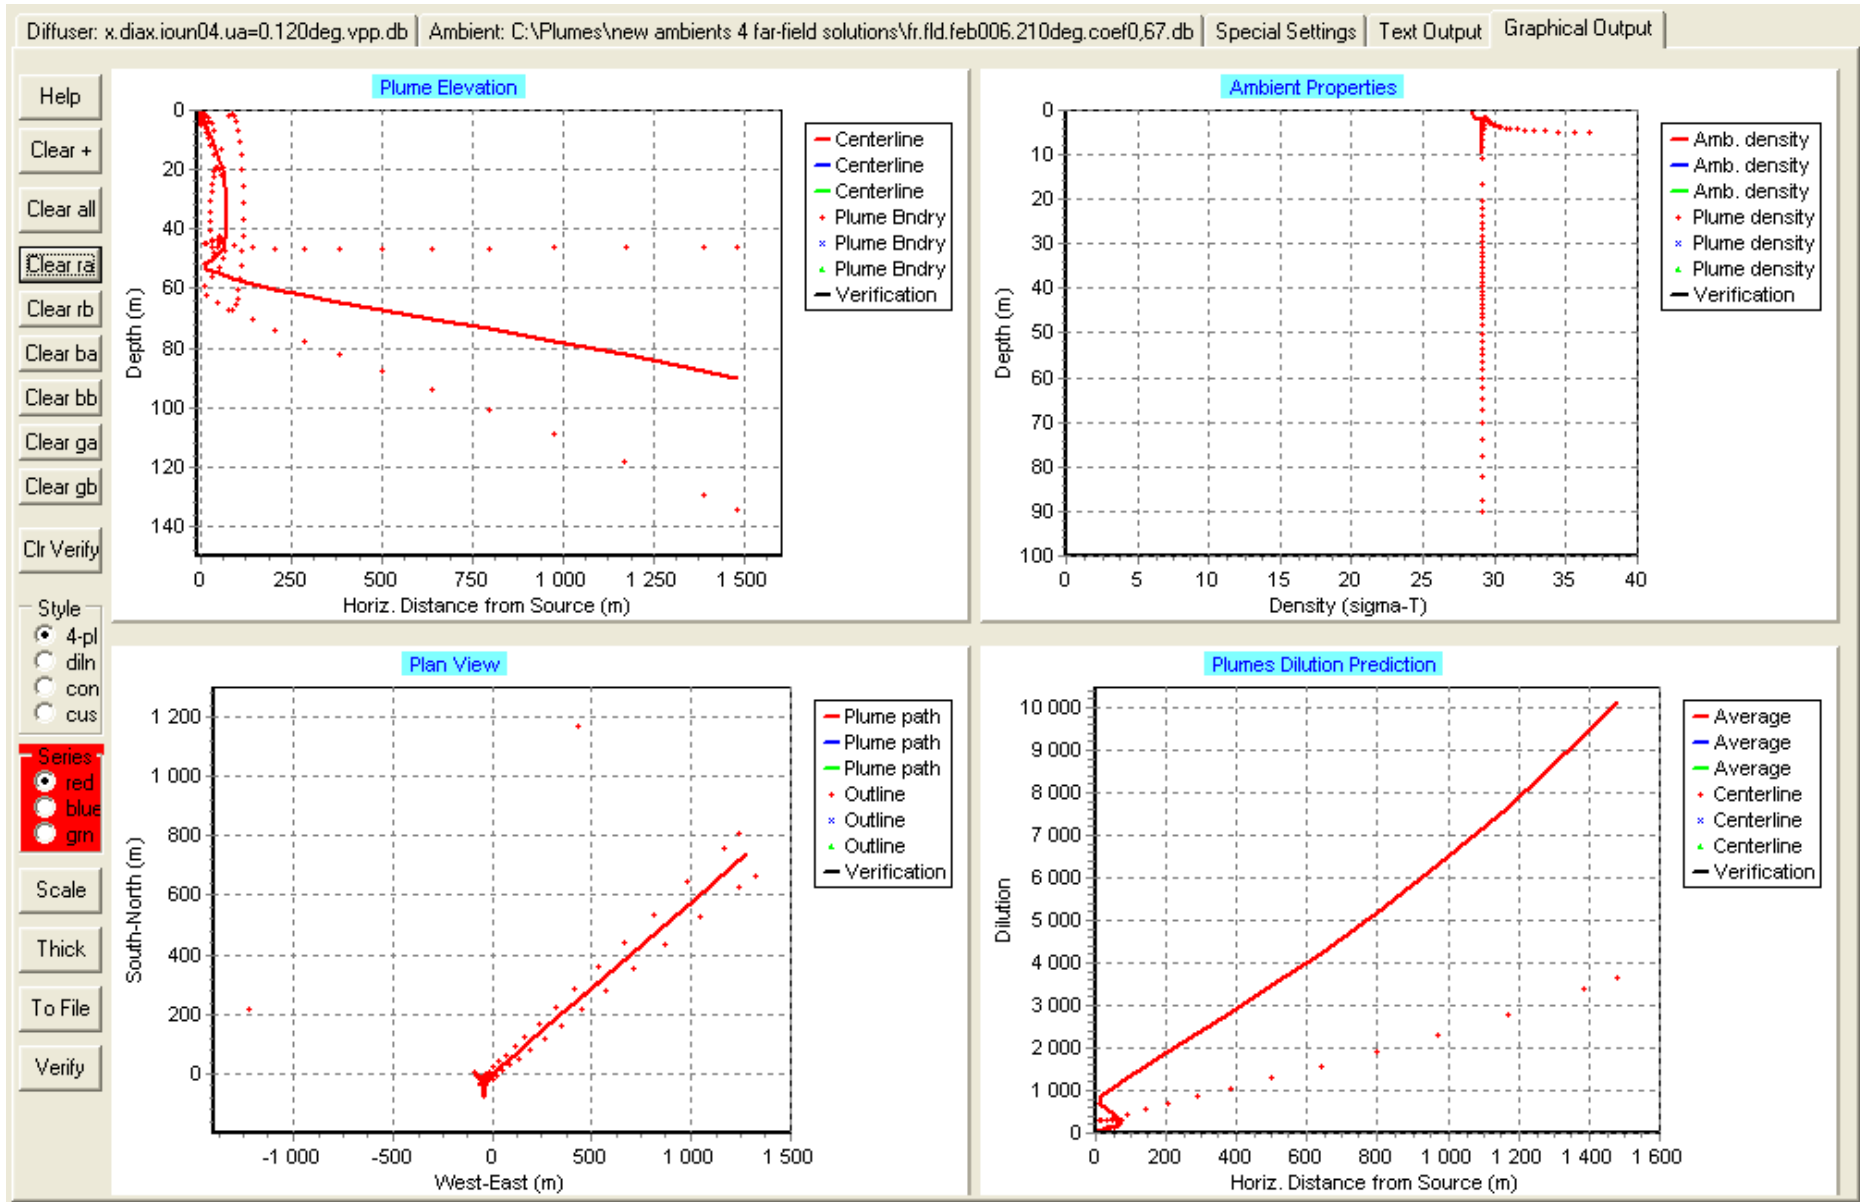 Diffuser: x.diax.ioun04.ua=0.120deg.vpp.db
Ambient: C:\Plumes\new ambients 4 far-field solutions\fr.fld.feb006.210deg.coef0,67.db
Special Settings
Text Output
Graphical Output
Help
Clear +
Clear all
Clear ra
Clear rb
Clear ba
Clear bb
Clear ga
Clear gb
Clr Verify
Style
4-pl
diln
con
cus
Series
red
blue
grn
Scale
Thick
To File
Verify
Plume Elevation
Depth (m)
0
20
40
60
80
100
120
140
0
250
500
750
1 000
1 250
1 500
Horiz. Distance from Source (m)
Centerline
Centerline
Centerline
Plume Bndry
Plume Bndry
Plume Bndry
Verification
Ambient Properties
Depth (m)
0
10
20
30
40
50
60
70
80
90
100
0
5
10
15
20
25
30
35
40
Density (sigma-T)
Amb. density
Amb. density
Amb. density
Plume density
Plume density
Plume density
Verification
Plan View
South-North (m)
1 200
1 000
800
600
400
200
0
-1 000
-500
0
500
1 000
1 500
West-East (m)
Plume path
Plume path
Plume path
Outline
Outline
Outline
Verification
Plumes Dilution Prediction
Dilution
10 000
9 000
8 000
7 000
6 000
5 000
4 000
3 000
2 000
1 000
0
0
200
400
600
800
1 000
1 200
1 400
1 600
Horiz. Distance from Source (m)
Average
Average
Average
Centerline
Centerline
Centerline
Verification